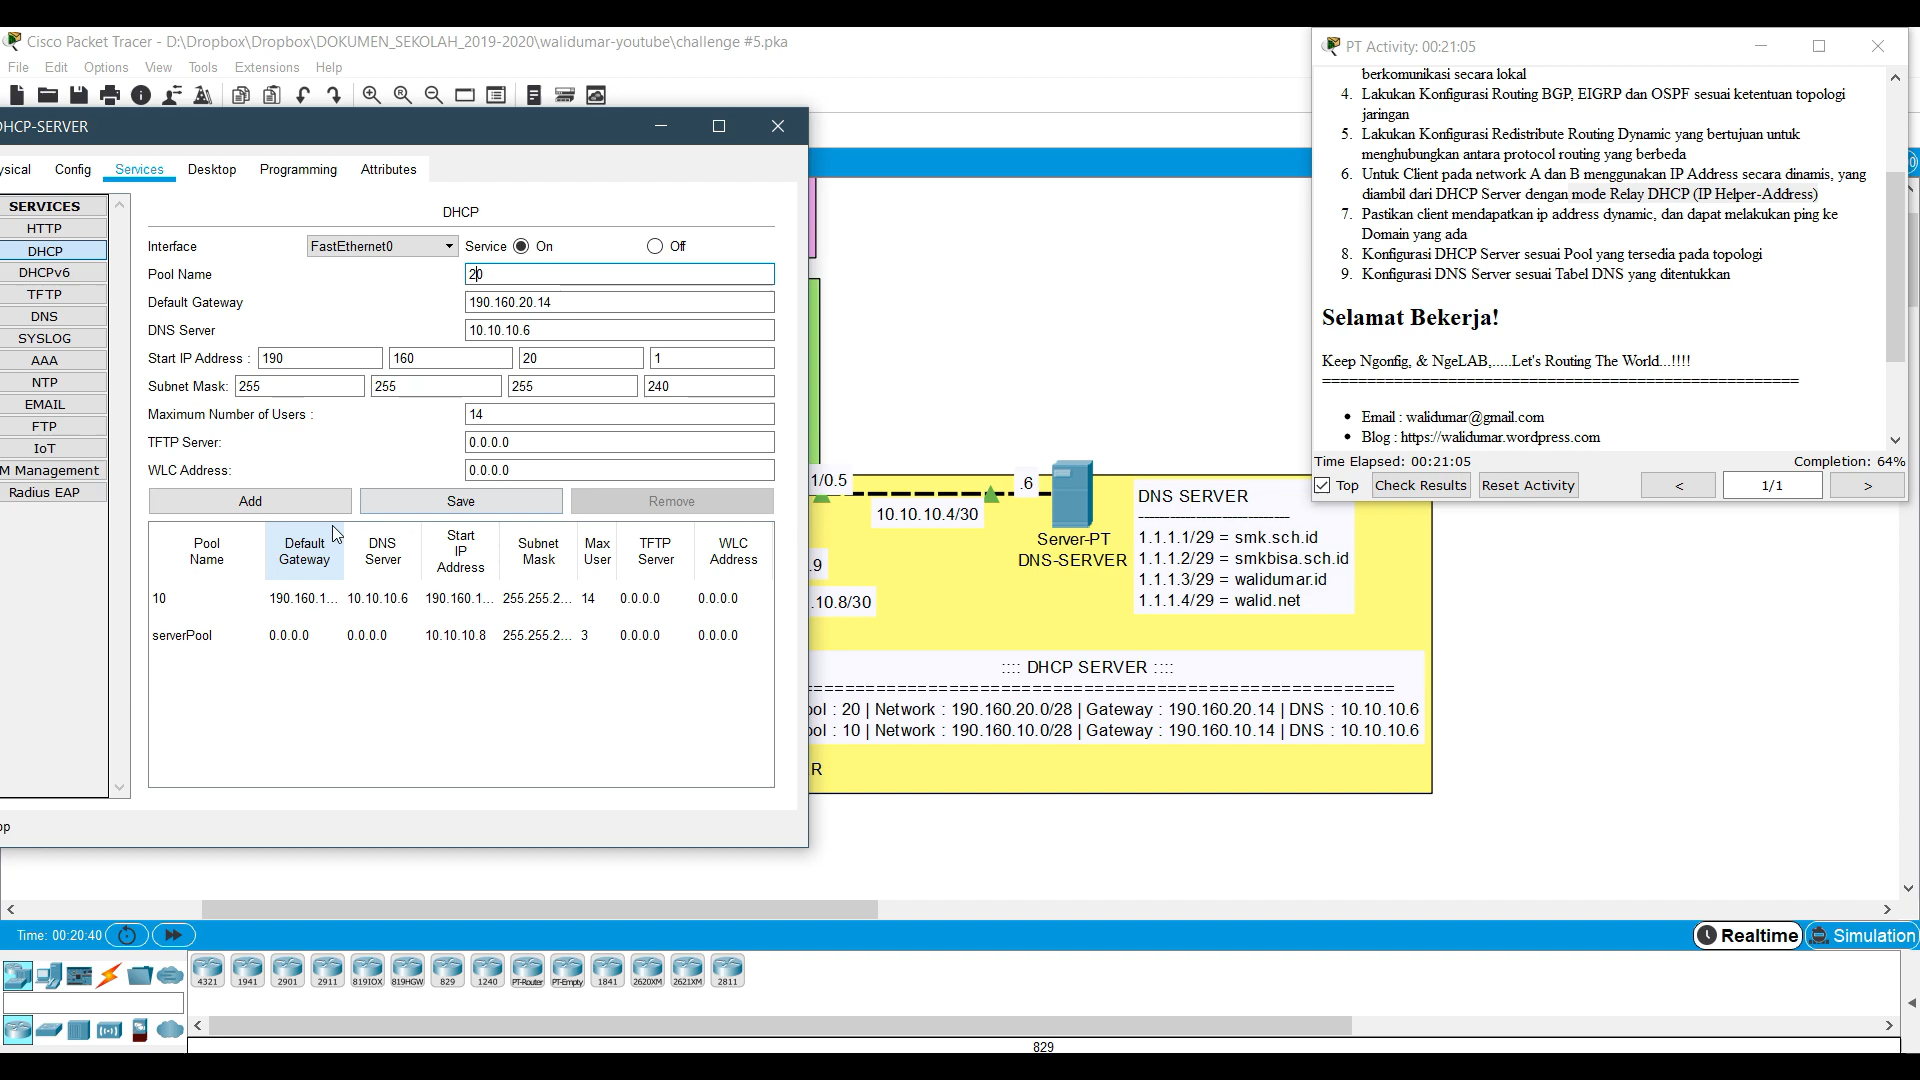 Cisco Packet Tracer - D:\Dropbox\Dropbox\DOKUMEN_SEKOLAH_2019-2020\walidumar-youtube\challenge #5.pka
File Edit Options View Tools Extensions Help
DHCP-SERVER
Config Services Desktop Programming Attributes
SERVICES
HTTP
DHCP
DHCPv6
TFTP
DNS
SYSLOG
AAA
NTP
EMAIL
FTP
IoT
M Management
Radius EAP
DHCP
Interface FastEthernet0 Service On Off
Pool Name 20
Default Gateway 190.160.20.14
DNS Server 10.10.10.6
Start IP Address : 190 160 20 1
Subnet Mask: 255 255 255 240
Maximum Number of Users : 14
TFTP Server: 0.0.0.0
WLC Address: 0.0.0.0
Add Save Remove
Pool Name Default Gateway DNS Server Start IP Address Subnet Mask Max User TFTP Server WLC Address
10 190.160.1... 10.10.10.6 190.160.1... 255.255.2... 14 0.0.0.0 0.0.0.0
serverPool 0.0.0.0 0.0.0.0 10.10.10.8 255.255.2... 3 0.0.0.0 0.0.0.0
PT Activity: 00:21:05
berkomunikasi secara lokal
4. Lakukan Konfigurasi Routing BGP, EIGRP dan OSPF sesuai ketentuan topologi
jaringan
5. Lakukan Konfigurasi Redistribute Routing Dynamic yang bertujuan untuk
menghubungkan antara protocol routing yang berbeda
6. Untuk Client pada network A dan B menggunakan IP Address secara dinamis, yang
diambil dari DHCP Server dengan mode Relay DHCP (IP Helper-Address)
7. Pastikan client mendapatkan ip address dynamic, dan dapat melakukan ping ke
Domain yang ada
8. Konfigurasi DHCP Server sesuai Pool yang tersedia pada topologi
9. Konfigurasi DNS Server sesuai Tabel DNS yang ditentukkan
Selamat Bekerja!
Keep Ngonfig, & NgeLAB,.....Let's Routing The World...!!!!
==================================================
• Email : walidumar@gmail.com
• Blog : https://walidumar.wordpress.com
Time Elapsed: 00:21:05 Completion: 64%
Top Check Results Reset Activity < 1/1 >
1/0.5
.6
10.10.10.4/30
Server-PT
DNS-SERVER
DNS SERVER
1.1.1.1/29 = smk.sch.id
1.1.1.2/29 = smkbisa.sch.id
1.1.1.3/29 = walidumar.id
1.1.1.4/29 = walid.net
.9
.10.8/30
:::: DHCP SERVER ::::
ool : 20 | Network : 190.160.20.0/28 | Gateway : 190.160.20.14 | DNS : 10.10.10.6
ool : 10 | Network : 190.160.10.0/28 | Gateway : 190.160.10.14 | DNS : 10.10.10.6
R
Time: 00:20:40
Realtime Simulation
4321 1941 2901 2911 819IOX 819HGW 829 1240 PT-Router PT-Empty 1841 2620XM 2621XM 2811
829